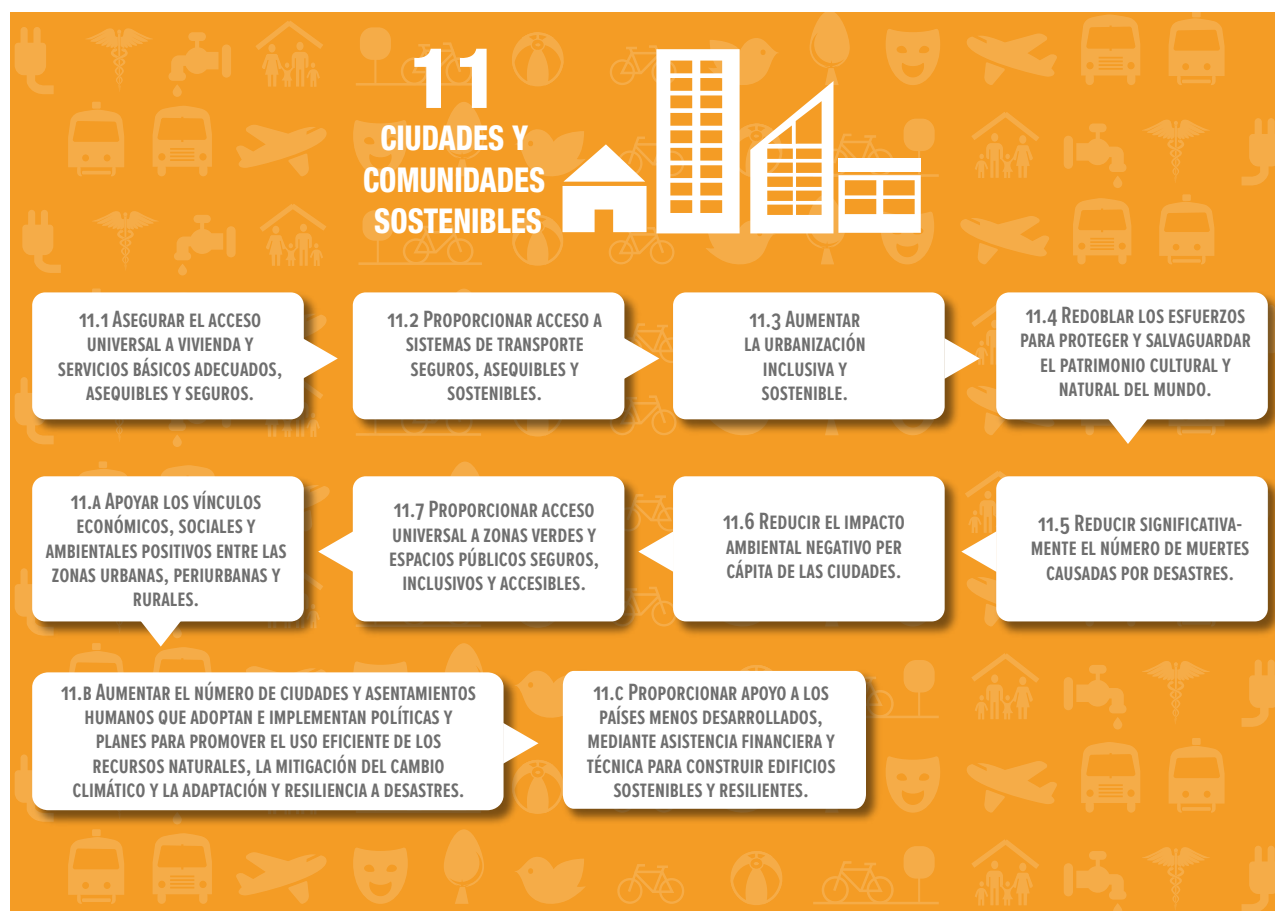 11
CIUDADES Y
COMUNIDADES
SOSTENIBLES
11.1 ASEGURAR EL ACCESO
UNIVERSAL A VIVIENDA Y
SERVICIOS BÁSICOS ADECUADOS,
ASEQUIBLES Y SEGUROS.
11.2 PROPORCIONAR ACCESO A
SISTEMAS DE TRANSPORTE
SEGUROS, ASEQUIBLES Y
SOSTENIBLES.
11.3 AUMENTAR
LA URBANIZACIÓN
INCLUSIVA Y
SOSTENIBLE.
11.4 REDOBLAR LOS ESFUERZOS
PARA PROTEGER Y SALVAGUARDAR
EL PATRIMONIO CULTURAL Y
NATURAL DEL MUNDO.
11.5 REDUCIR SIGNIFICATIVA-
MENTE EL NÚMERO DE MUERTES
CAUSADAS POR DESASTRES.
11.6 REDUCIR EL IMPACTO
AMBIENTAL NEGATIVO PER
CÁPITA DE LAS CIUDADES.
11.7 PROPORCIONAR ACCESO
UNIVERSAL A ZONAS VERDES Y
ESPACIOS PÚBLICOS SEGUROS,
INCLUSIVOS Y ACCESIBLES.
11.A APOYAR LOS VÍNCULOS
ECONÓMICOS, SOCIALES Y
AMBIENTALES POSITIVOS ENTRE LAS
ZONAS URBANAS, PERIURBANAS Y
RURALES.
11.B AUMENTAR EL NÚMERO DE CIUDADES Y ASENTAMIENTOS
HUMANOS QUE ADOPTAN E IMPLEMENTAN POLÍTICAS Y
PLANES PARA PROMOVER EL USO EFICIENTE DE LOS
RECURSOS NATURALES, LA MITIGACIÓN DEL CAMBIO
CLIMÁTICO Y LA ADAPTACIÓN Y RESILIENCIA A DESASTRES.
11.C PROPORCIONAR APOYO A LOS
PAÍSES MENOS DESARROLLADOS,
MEDIANTE ASISTENCIA FINANCIERA Y
TÉCNICA PARA CONSTRUIR EDIFICIOS
SOSTENIBLES Y RESILIENTES.